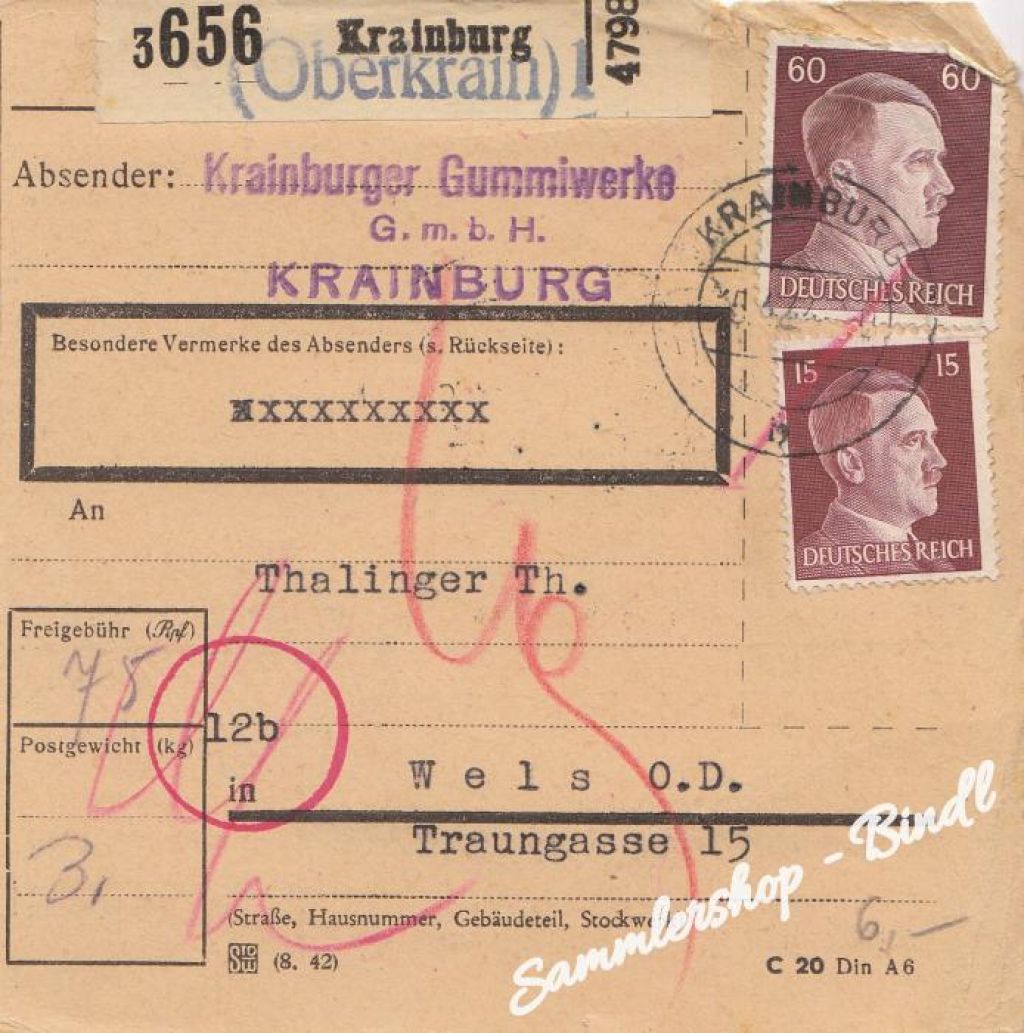 3656 Krainburg 4798
(Oberkrain) 1
60 60
DEUTSCHES REICH
Absender: Krainburger Gummiwerke
G. m. b. H.
KRAINBURG
KRAINBURG
15 15
DEUTSCHES REICH
Besondere Vermerke des Absenders (s. Rückseite):
xxxxxxxxxxx
An
Thalinger Th.
Freigebühr (Rpf)
75
12b
Postgewicht (kg)
in Wels O.D.
Traungasse 15
3,
(Straße, Hausnummer, Gebäudeteil, Stockwerk)
6,—
(8. 42)
C 20 Din A6
Sammlershop - Bindl